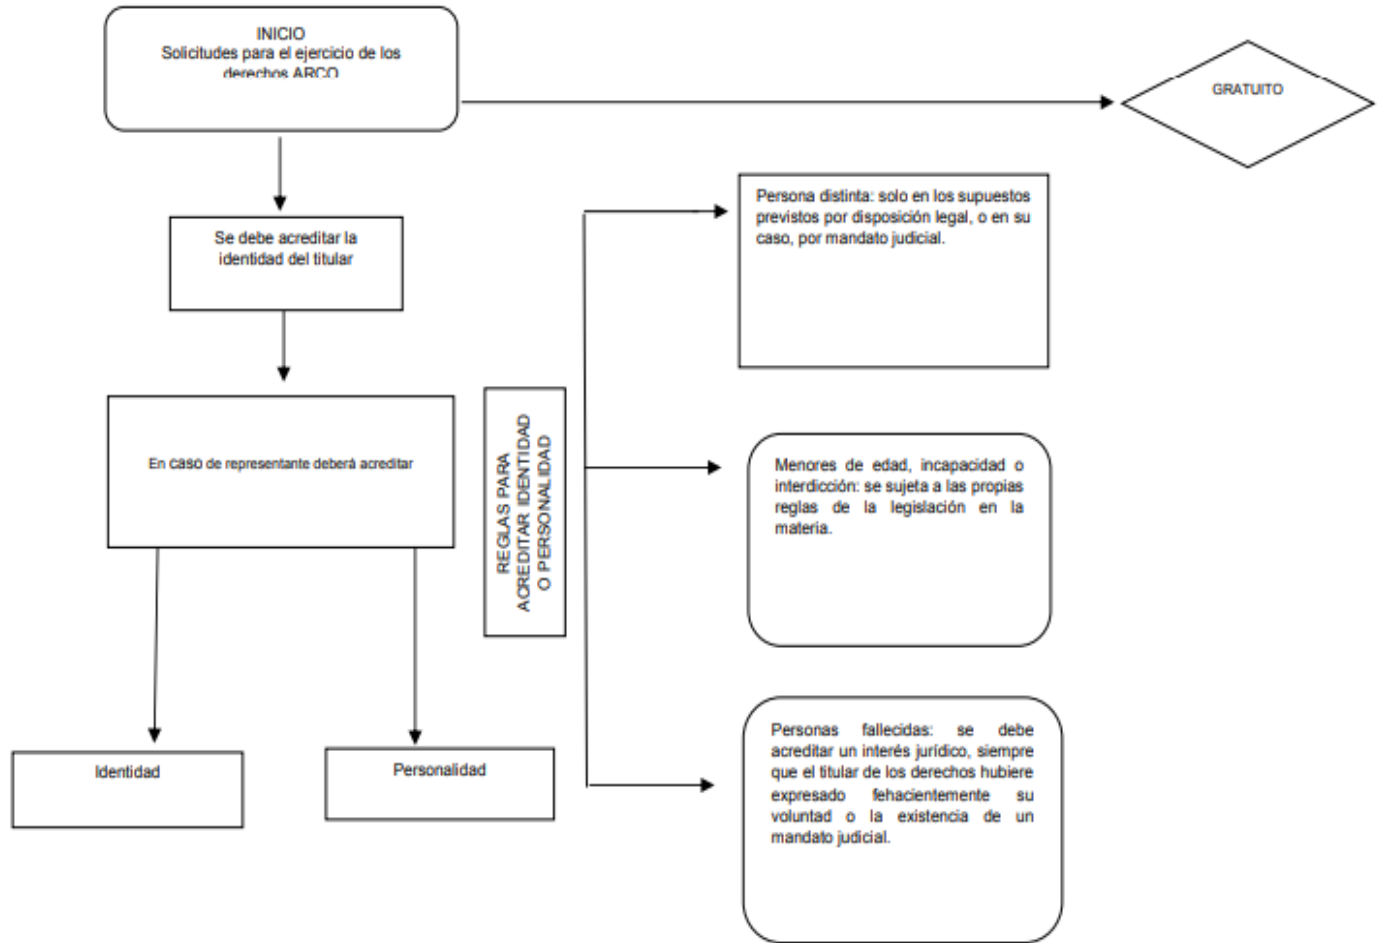 INICIO
Solicitudes para el ejercicio de los
derechos ARCO
GRATUITO
Se debe acreditar la
identidad del titular
En caso de representante deberá acreditar
Identidad
Personalidad
REGLAS PARA
ACREDITAR IDENTIDAD
O PERSONALIDAD
Persona distinta: solo en los supuestos
previstos por disposición legal, o en su
caso, por mandato judicial.
Menores de edad, incapacidad o
interdicción: se sujeta a las propias
reglas de la legislación en la
materia.
Personas fallecidas: se debe
acreditar un interés jurídico, siempre
que el titular de los derechos hubiere
expresado fehacientemente su
voluntad o la existencia de un
mandato judicial.